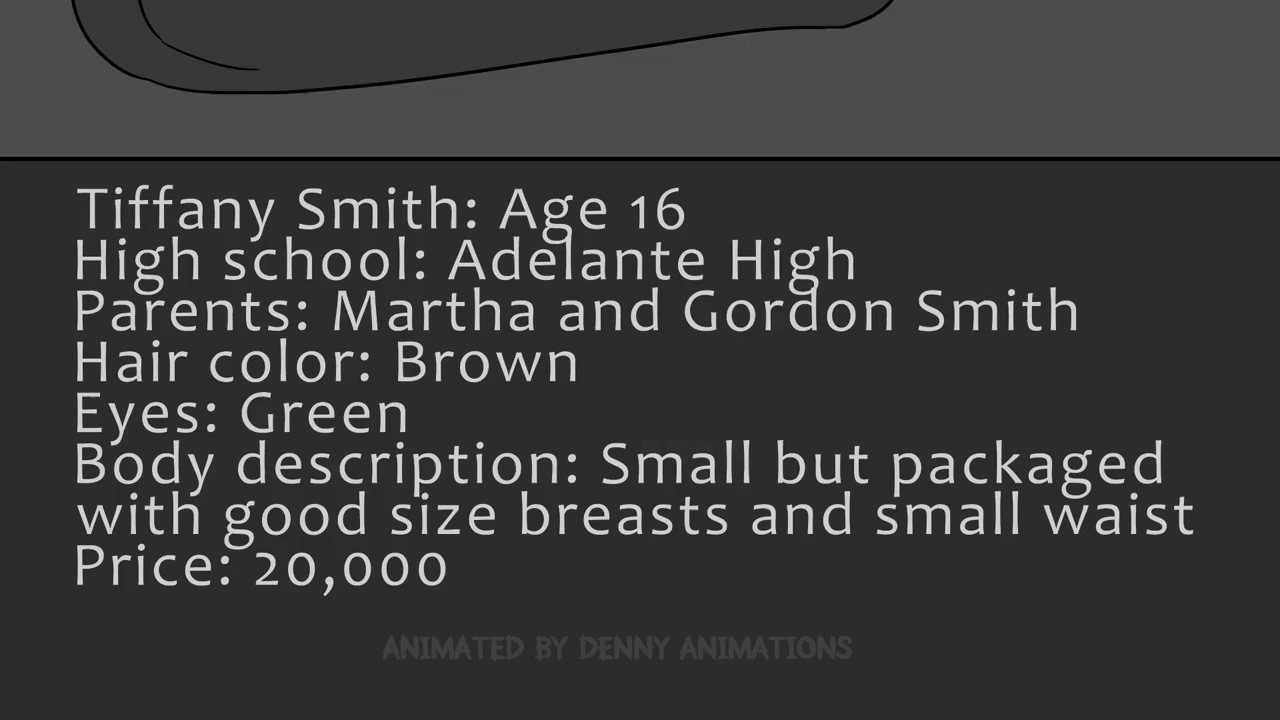 Tiffany Smith: Age 16
High school: Adelante High
Parents: Martha and Gordon Smith
Hair color: Brown
Eyes: Green
Body description: Small but packaged
with good size breasts and small waist
Price: 20,000
ANIMATED BY DENNY ANIMATIONS